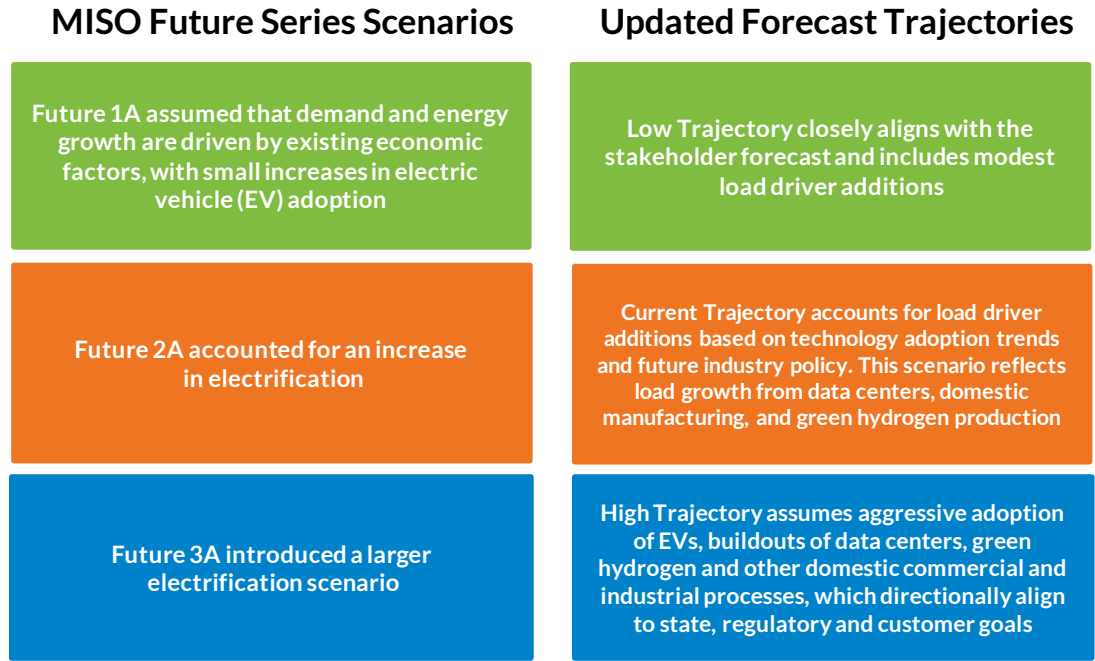 MISO Future Series Scenarios
Updated Forecast Trajectories
Future 1A assumed that demand and energy
growth are driven by existing economic
factors, with small increases in electric
vehicle (EV) adoption
Low Trajectory closely aligns with the
stakeholder forecast and includes modest
load driver additions
Future 2A accounted for an increase
in electrification
Current Trajectory accounts for load driver
additions based on technology adoption trends
and future industry policy. This scenario reflects
load growth from data centers, domestic
manufacturing, and green hydrogen production
Future 3A introduced a larger
electrification scenario
High Trajectory assumes aggressive adoption
of EVs, buildouts of data centers, green
hydrogen and other domestic commercial and
industrial processes, which directionally align
to state, regulatory and customer goals